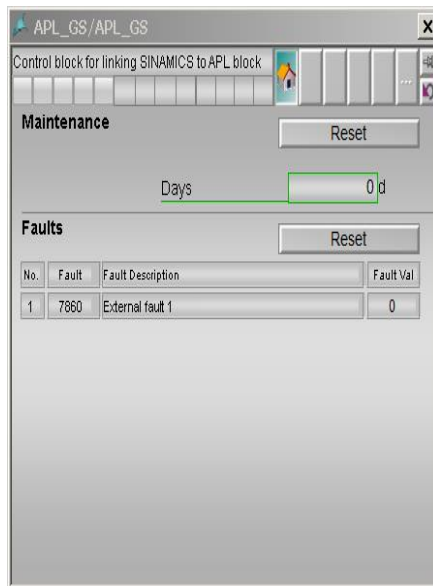 APL_GS/APL_GS
Control block for linking SINAMICS to APL block
...
Maintenance
Reset
Days 0 d
Faults
Reset
No. Fault Fault Description Fault Val
1 7860 External fault 1 0